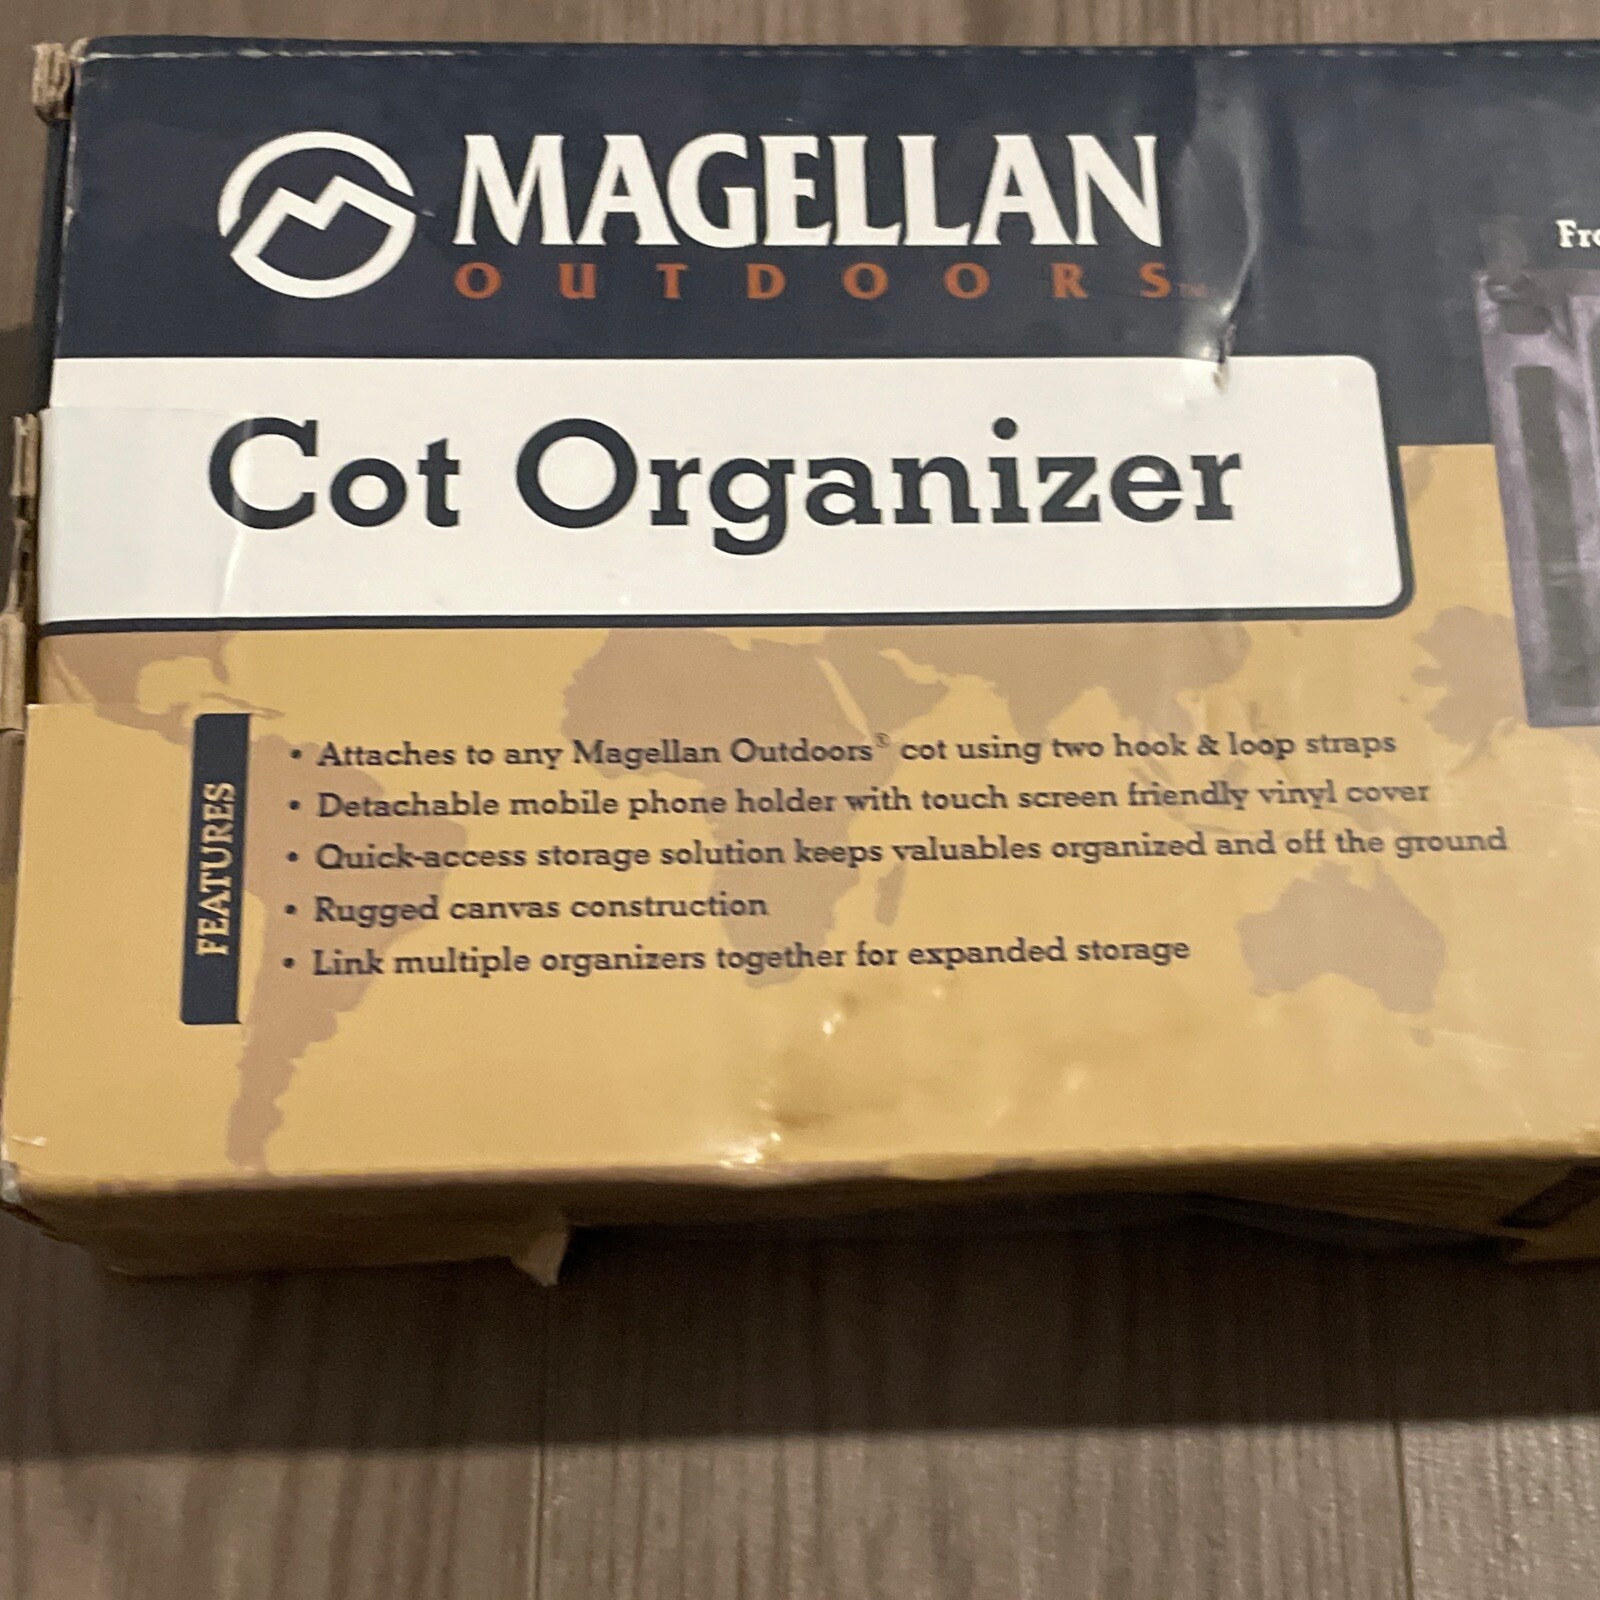 MAGELLAN
OUTDOORS™
Cot Organizer
FEATURES
• Attaches to any Magellan Outdoors® cot using two hook & loop straps
• Detachable mobile phone holder with touch screen friendly vinyl cover
• Quick-access storage solution keeps valuables organized and off the ground
• Rugged canvas construction
• Link multiple organizers together for expanded storage